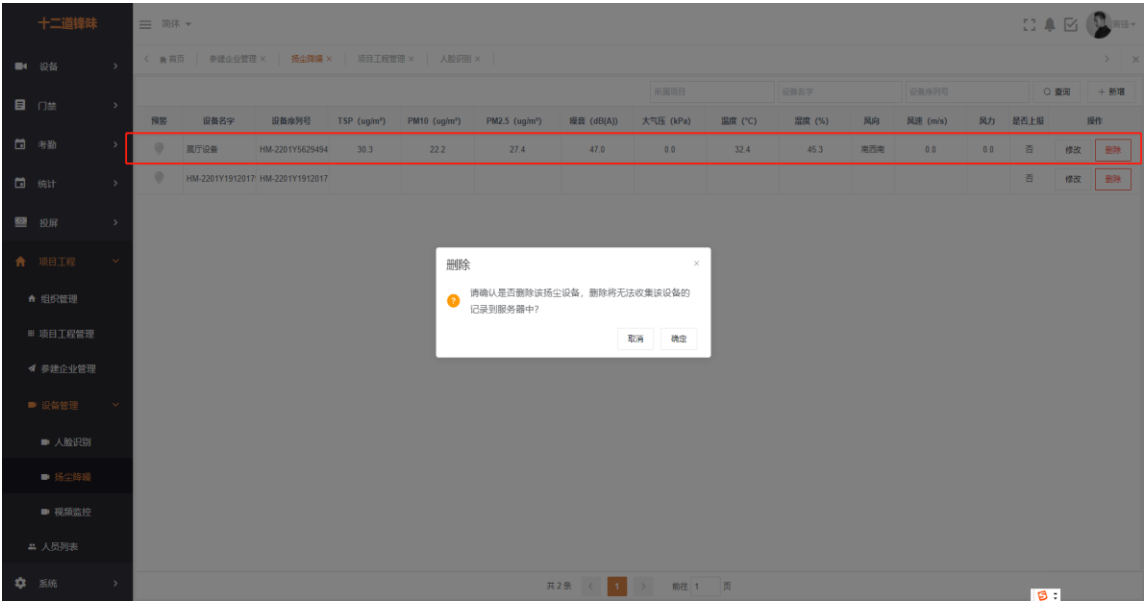 十二道锋味
简体
首页 参建企业管理 × 扬尘降噪 × 项目工程管理 × 人脸识别 ×
所属项目 设备名字 设备序列号 查询 + 新增
预警 设备名字 设备序列号 TSP (ug/m³) PM10 (ug/m³) PM2.5 (ug/m³) 噪音 (dB(A)) 大气压 (kPa) 温度 (°C) 湿度 (%) 风向 风速 (m/s) 风力 是否上报 操作
展厅设备 HM-2201Y5629494 30.3 22.2 27.4 47.0 0.0 32.4 45.3 南西南 0.0 0.0 否 修改 删除
HM-2201Y1912017 HM-2201Y1912017 否 修改 删除
设备
门禁
考勤
统计
投屏
项目工程
组织管理
项目工程管理
参建企业管理
设备管理
人脸识别
扬尘降噪
视频监控
人员列表
系统
删除 ×
请确认是否删除该扬尘设备，删除将无法收集该设备的
记录到服务器中?
取消 确定
共 2 条 < 1 > 前往 1 页